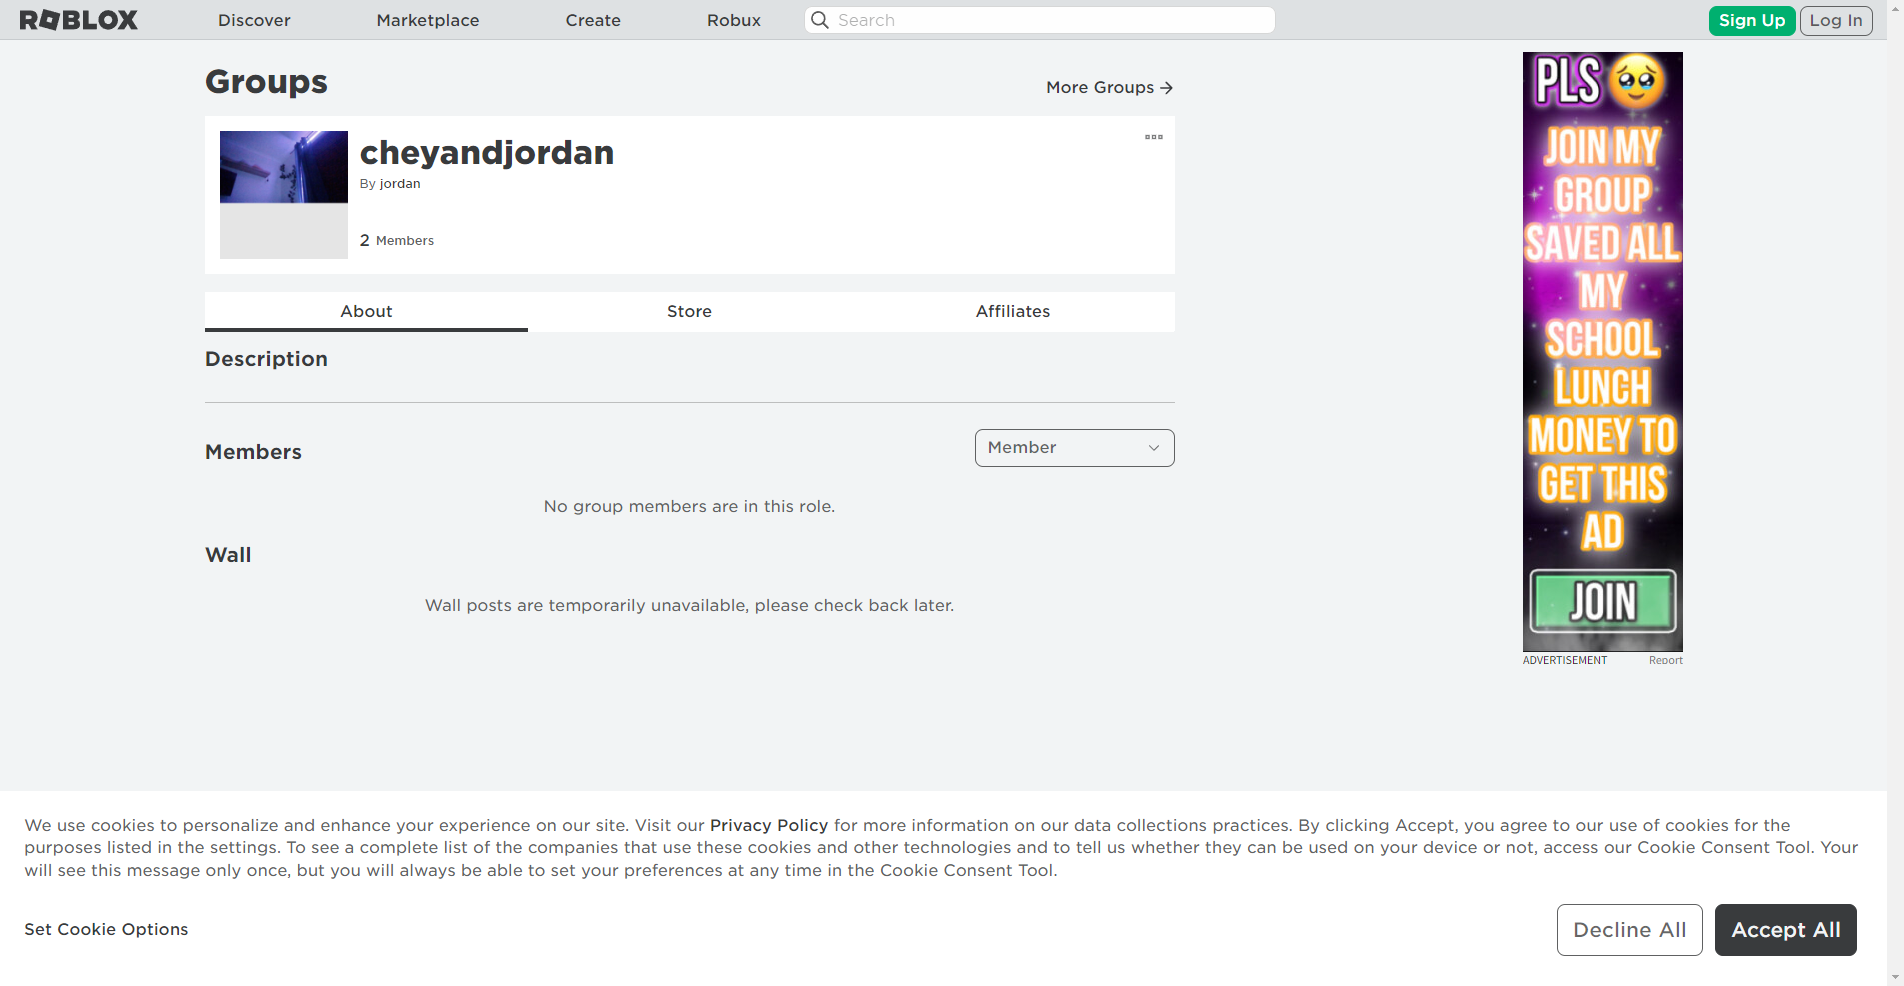 ROBLOX
Discover
Marketplace
Create
Robux
Search
Sign Up
Log In
Groups
More Groups
cheyandjordan
By jordan
2 Members
About
Store
Affiliates
Description
Members
Member
No group members are in this role.
Wall
Wall posts are temporarily unavailable, please check back later.
PLS
JOIN MY
GROUP
SAVED ALL
MY
SCHOOL
LUNCH
MONEY TO
GET THIS
AD
JOIN
ADVERTISEMENT
Report
We use cookies to personalize and enhance your experience on our site. Visit our Privacy Policy for more information on our data collections practices. By clicking Accept, you agree to our use of cookies for the
purposes listed in the settings. To see a complete list of the companies that use these cookies and other technologies and to tell us whether they can be used on your device or not, access our Cookie Consent Tool. Your
will see this message only once, but you will always be able to set your preferences at any time in the Cookie Consent Tool.
Set Cookie Options
Decline All
Accept All